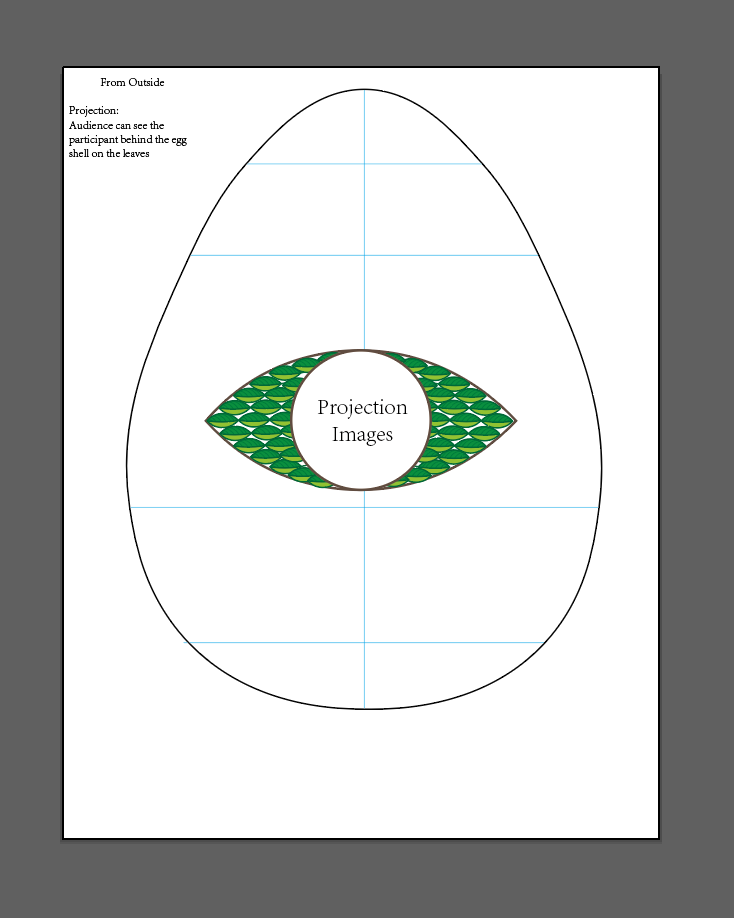 From Outside
Projection:
Audience can see the
participant behind the egg
shell on the leaves
Projection
Images